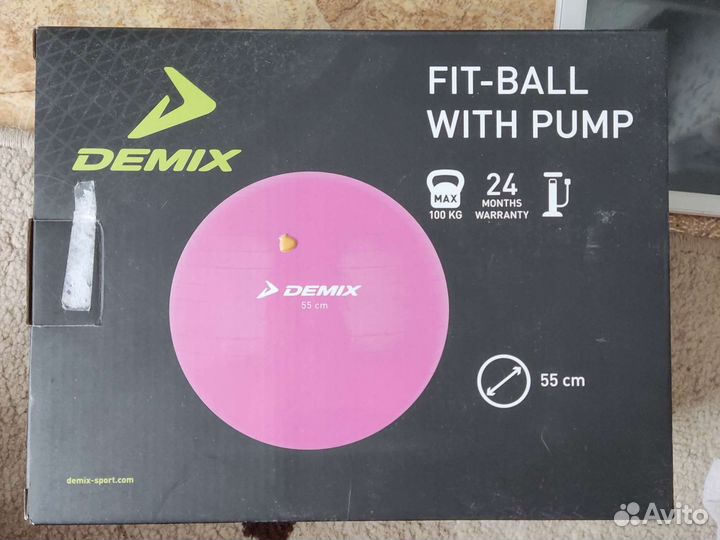 DEMIX
FIT-BALL
WITH PUMP
MAX
100 KG
24
MONTHS
WARRANTY
DEMIX
55 cm
55 cm
demix-sport.com
Avito